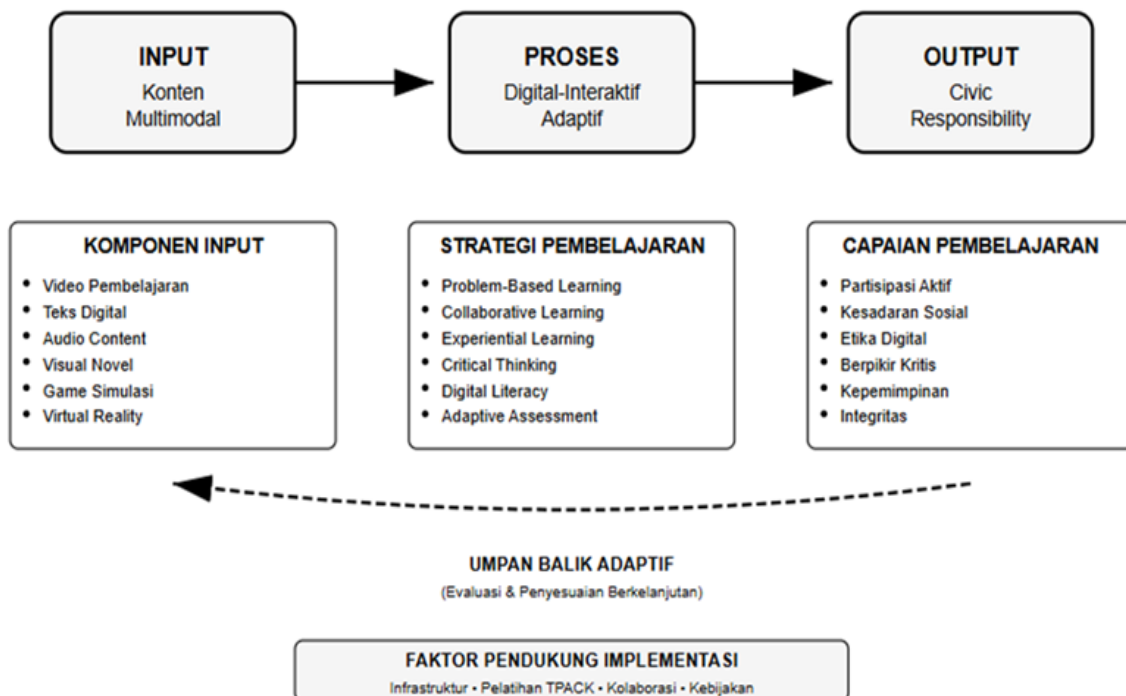 INPUT
Konten
Multimodal
PROSES
Digital-Interaktif
Adaptif
OUTPUT
Civic
Responsibility
KOMPONEN INPUT
• Video Pembelajaran
• Teks Digital
• Audio Content
• Visual Novel
• Game Simulasi
• Virtual Reality
STRATEGI PEMBELAJARAN
• Problem-Based Learning
• Collaborative Learning
• Experiential Learning
• Critical Thinking
• Digital Literacy
• Adaptive Assessment
CAPAIAN PEMBELAJARAN
• Partisipasi Aktif
• Kesadaran Sosial
• Etika Digital
• Berpikir Kritis
• Kepemimpinan
• Integritas
UMPAN BALIK ADAPTIF
(Evaluasi & Penyesuaian Berkelanjutan)
FAKTOR PENDUKUNG IMPLEMENTASI
Infrastruktur • Pelatihan TPACK • Kolaborasi • Kebijakan